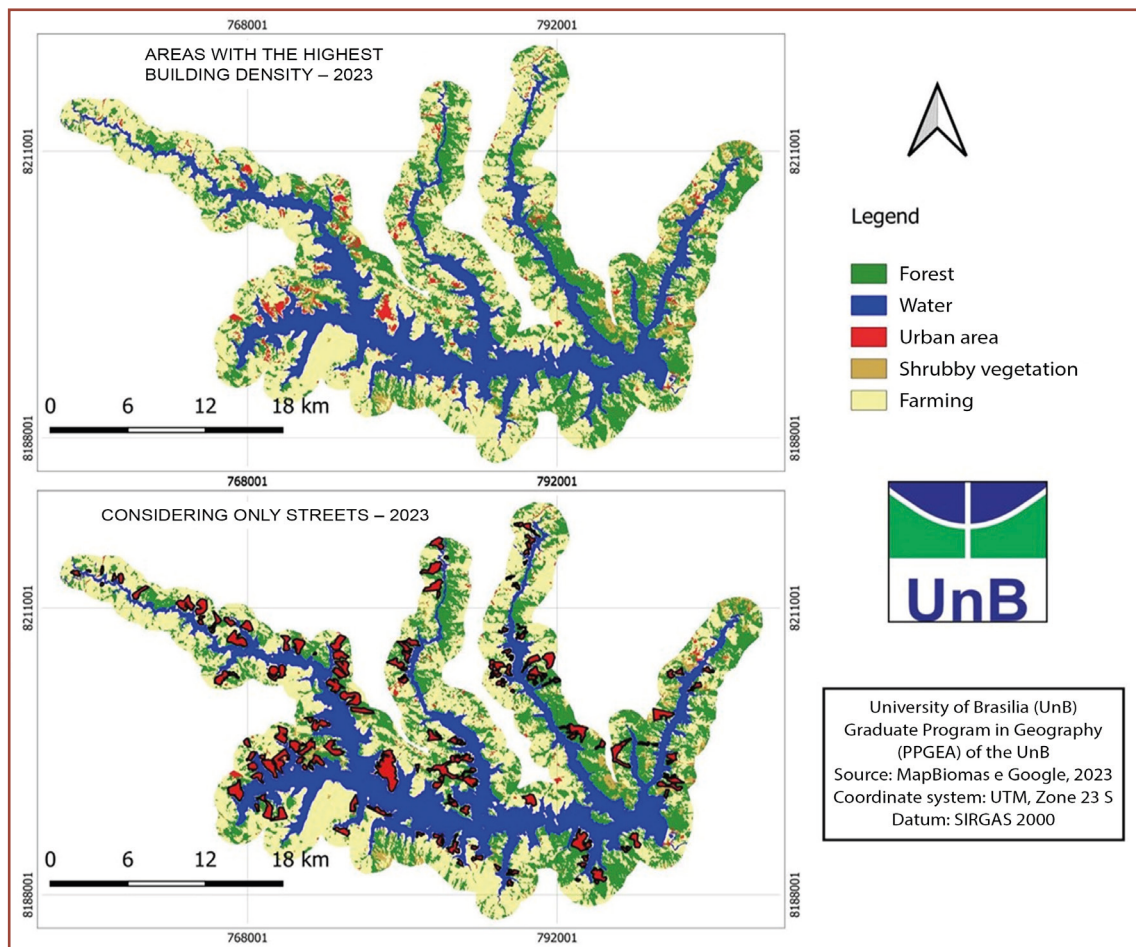 768001
792001
AREAS WITH THE HIGHEST
BUILDING DENSITY – 2023
8211001
8211001
0 6 12 18 km
8188001
8188001
768001
792001
CONSIDERING ONLY STREETS – 2023
8211001
8211001
0 6 12 18 km
8188001
8188001
768001
792001
Legend
Forest
Water
Urban area
Shrubby vegetation
Farming
UnB
University of Brasilia (UnB)
Graduate Program in Geography
(PPGEA) of the UnB
Source: MapBiomas e Google, 2023
Coordinate system: UTM, Zone 23 S
Datum: SIRGAS 2000